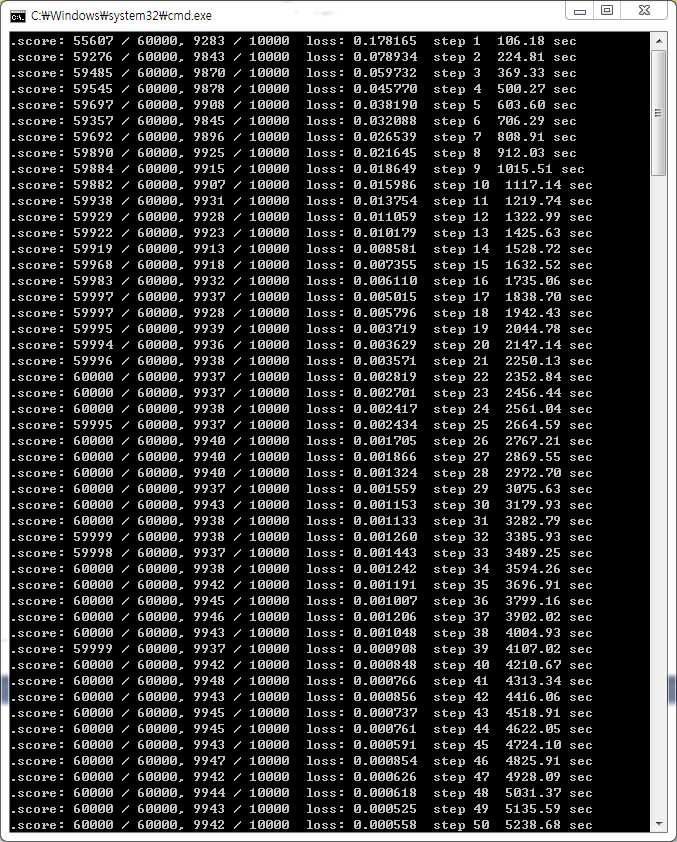 C:₩Windows₩system32₩cmd.exe
.score: 55607 / 60000, 9283 / 10000  loss: 0.178165  step 1  106.18 sec
.score: 59276 / 60000, 9843 / 10000  loss: 0.078934  step 2  224.81 sec
.score: 59485 / 60000, 9870 / 10000  loss: 0.059732  step 3  369.33 sec
.score: 59545 / 60000, 9878 / 10000  loss: 0.045770  step 4  500.27 sec
.score: 59697 / 60000, 9908 / 10000  loss: 0.038190  step 5  603.60 sec
.score: 59357 / 60000, 9845 / 10000  loss: 0.032088  step 6  706.29 sec
.score: 59692 / 60000, 9896 / 10000  loss: 0.026539  step 7  808.91 sec
.score: 59890 / 60000, 9925 / 10000  loss: 0.021645  step 8  912.03 sec
.score: 59884 / 60000, 9915 / 10000  loss: 0.018649  step 9  1015.51 sec
.score: 59882 / 60000, 9907 / 10000  loss: 0.015986  step 10  1117.14 sec
.score: 59938 / 60000, 9931 / 10000  loss: 0.013754  step 11  1219.74 sec
.score: 59929 / 60000, 9928 / 10000  loss: 0.011059  step 12  1322.99 sec
.score: 59922 / 60000, 9923 / 10000  loss: 0.010179  step 13  1425.63 sec
.score: 59919 / 60000, 9913 / 10000  loss: 0.008581  step 14  1528.72 sec
.score: 59968 / 60000, 9918 / 10000  loss: 0.007355  step 15  1632.52 sec
.score: 59983 / 60000, 9932 / 10000  loss: 0.006110  step 16  1735.06 sec
.score: 59997 / 60000, 9937 / 10000  loss: 0.005015  step 17  1838.70 sec
.score: 59997 / 60000, 9928 / 10000  loss: 0.005796  step 18  1942.43 sec
.score: 59995 / 60000, 9939 / 10000  loss: 0.003719  step 19  2044.78 sec
.score: 59994 / 60000, 9936 / 10000  loss: 0.003629  step 20  2147.14 sec
.score: 59996 / 60000, 9938 / 10000  loss: 0.003571  step 21  2250.13 sec
.score: 60000 / 60000, 9937 / 10000  loss: 0.002819  step 22  2352.84 sec
.score: 60000 / 60000, 9937 / 10000  loss: 0.002701  step 23  2456.44 sec
.score: 60000 / 60000, 9938 / 10000  loss: 0.002417  step 24  2561.04 sec
.score: 59995 / 60000, 9937 / 10000  loss: 0.002434  step 25  2664.59 sec
.score: 60000 / 60000, 9940 / 10000  loss: 0.001705  step 26  2767.21 sec
.score: 60000 / 60000, 9940 / 10000  loss: 0.001866  step 27  2869.55 sec
.score: 60000 / 60000, 9940 / 10000  loss: 0.001324  step 28  2972.70 sec
.score: 60000 / 60000, 9937 / 10000  loss: 0.001559  step 29  3075.63 sec
.score: 60000 / 60000, 9943 / 10000  loss: 0.001153  step 30  3179.93 sec
.score: 60000 / 60000, 9938 / 10000  loss: 0.001133  step 31  3282.79 sec
.score: 59999 / 60000, 9938 / 10000  loss: 0.001260  step 32  3385.93 sec
.score: 59998 / 60000, 9937 / 10000  loss: 0.001443  step 33  3489.25 sec
.score: 60000 / 60000, 9938 / 10000  loss: 0.001242  step 34  3594.26 sec
.score: 60000 / 60000, 9942 / 10000  loss: 0.001191  step 35  3696.91 sec
.score: 60000 / 60000, 9945 / 10000  loss: 0.001007  step 36  3799.16 sec
.score: 60000 / 60000, 9946 / 10000  loss: 0.001206  step 37  3902.02 sec
.score: 60000 / 60000, 9943 / 10000  loss: 0.001048  step 38  4004.93 sec
.score: 59999 / 60000, 9937 / 10000  loss: 0.000908  step 39  4107.02 sec
.score: 60000 / 60000, 9942 / 10000  loss: 0.000848  step 40  4210.67 sec
.score: 60000 / 60000, 9948 / 10000  loss: 0.000766  step 41  4313.34 sec
.score: 60000 / 60000, 9943 / 10000  loss: 0.000856  step 42  4416.06 sec
.score: 60000 / 60000, 9945 / 10000  loss: 0.000737  step 43  4518.91 sec
.score: 60000 / 60000, 9945 / 10000  loss: 0.000761  step 44  4622.05 sec
.score: 60000 / 60000, 9943 / 10000  loss: 0.000591  step 45  4724.10 sec
.score: 60000 / 60000, 9947 / 10000  loss: 0.000854  step 46  4825.91 sec
.score: 60000 / 60000, 9942 / 10000  loss: 0.000626  step 47  4928.09 sec
.score: 60000 / 60000, 9944 / 10000  loss: 0.000618  step 48  5031.37 sec
.score: 60000 / 60000, 9943 / 10000  loss: 0.000525  step 49  5135.59 sec
.score: 60000 / 60000, 9942 / 10000  loss: 0.000558  step 50  5238.68 sec